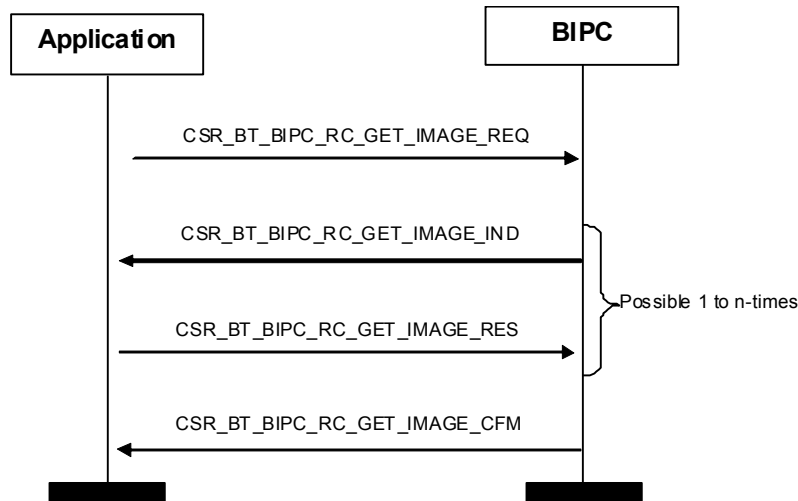 Application
BIPC
CSR_BT_BIPC_RC_GET_IMAGE_REQ
CSR_BT_BIPC_RC_GET_IMAGE_IND
Possible 1 to n-times
CSR_BT_BIPC_RC_GET_IMAGE_RES
CSR_BT_BIPC_RC_GET_IMAGE_CFM